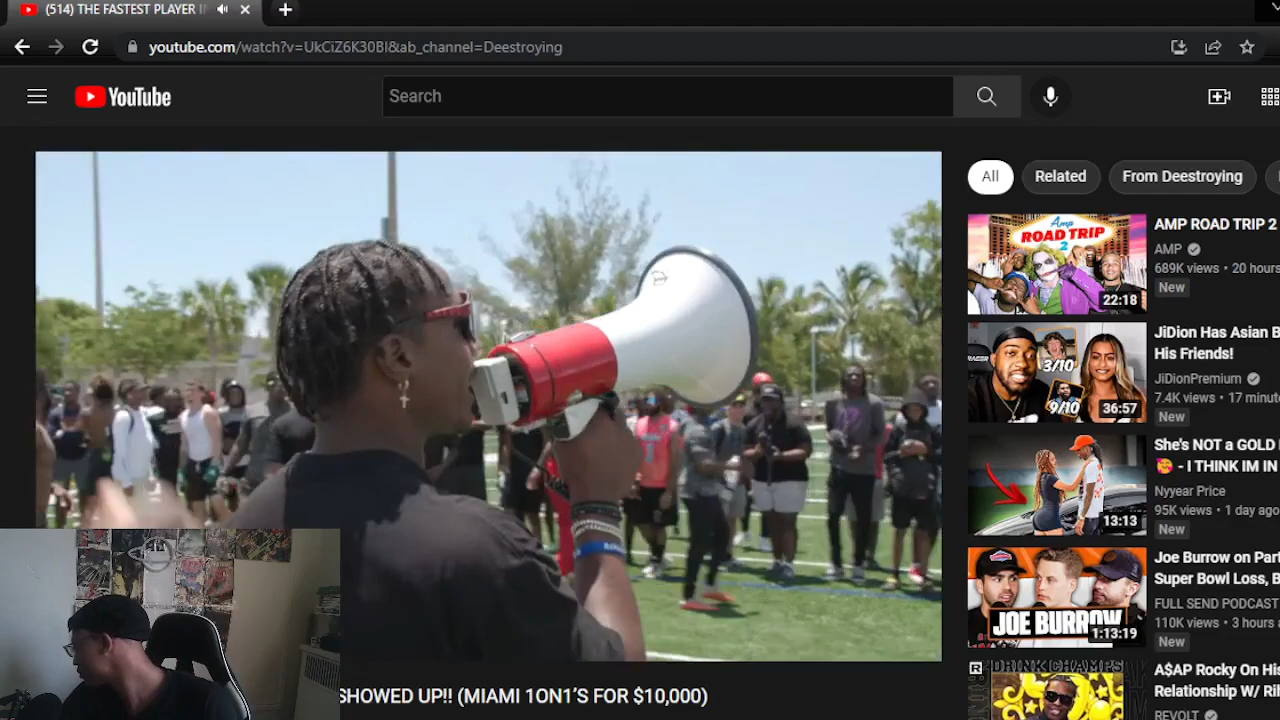 (514) THE FASTEST PLAYER I
youtube.com/watch?v=UkCiZ6K30BI&ab_channel=Deestroying
YouTube
Search
All
Related
From Deestroying
Amp
ROAD TRIP
2
22:18
AMP ROAD TRIP 2
AMP
689K views • 20 hours
New
3/10
9/10
36:57
JiDion Has Asian B
His Friends!
JiDionPremium
7.4K views • 17 minute
New
13:13
She's NOT a GOLD
🥰 - I THINK IM IN
Nyyear Price
95K views • 1 day ago
New
JOE BURROW
1:13:19
Joe Burrow on Par
Super Bowl Loss, B
FULL SEND PODCAST
110K views • 3 hours a
New
DRINK CHAMPS
A$AP Rocky On His
Relationship W/ Ri
REVOLT
SHOWED UP!! (MIAMI 1ON1'S FOR $10,000)